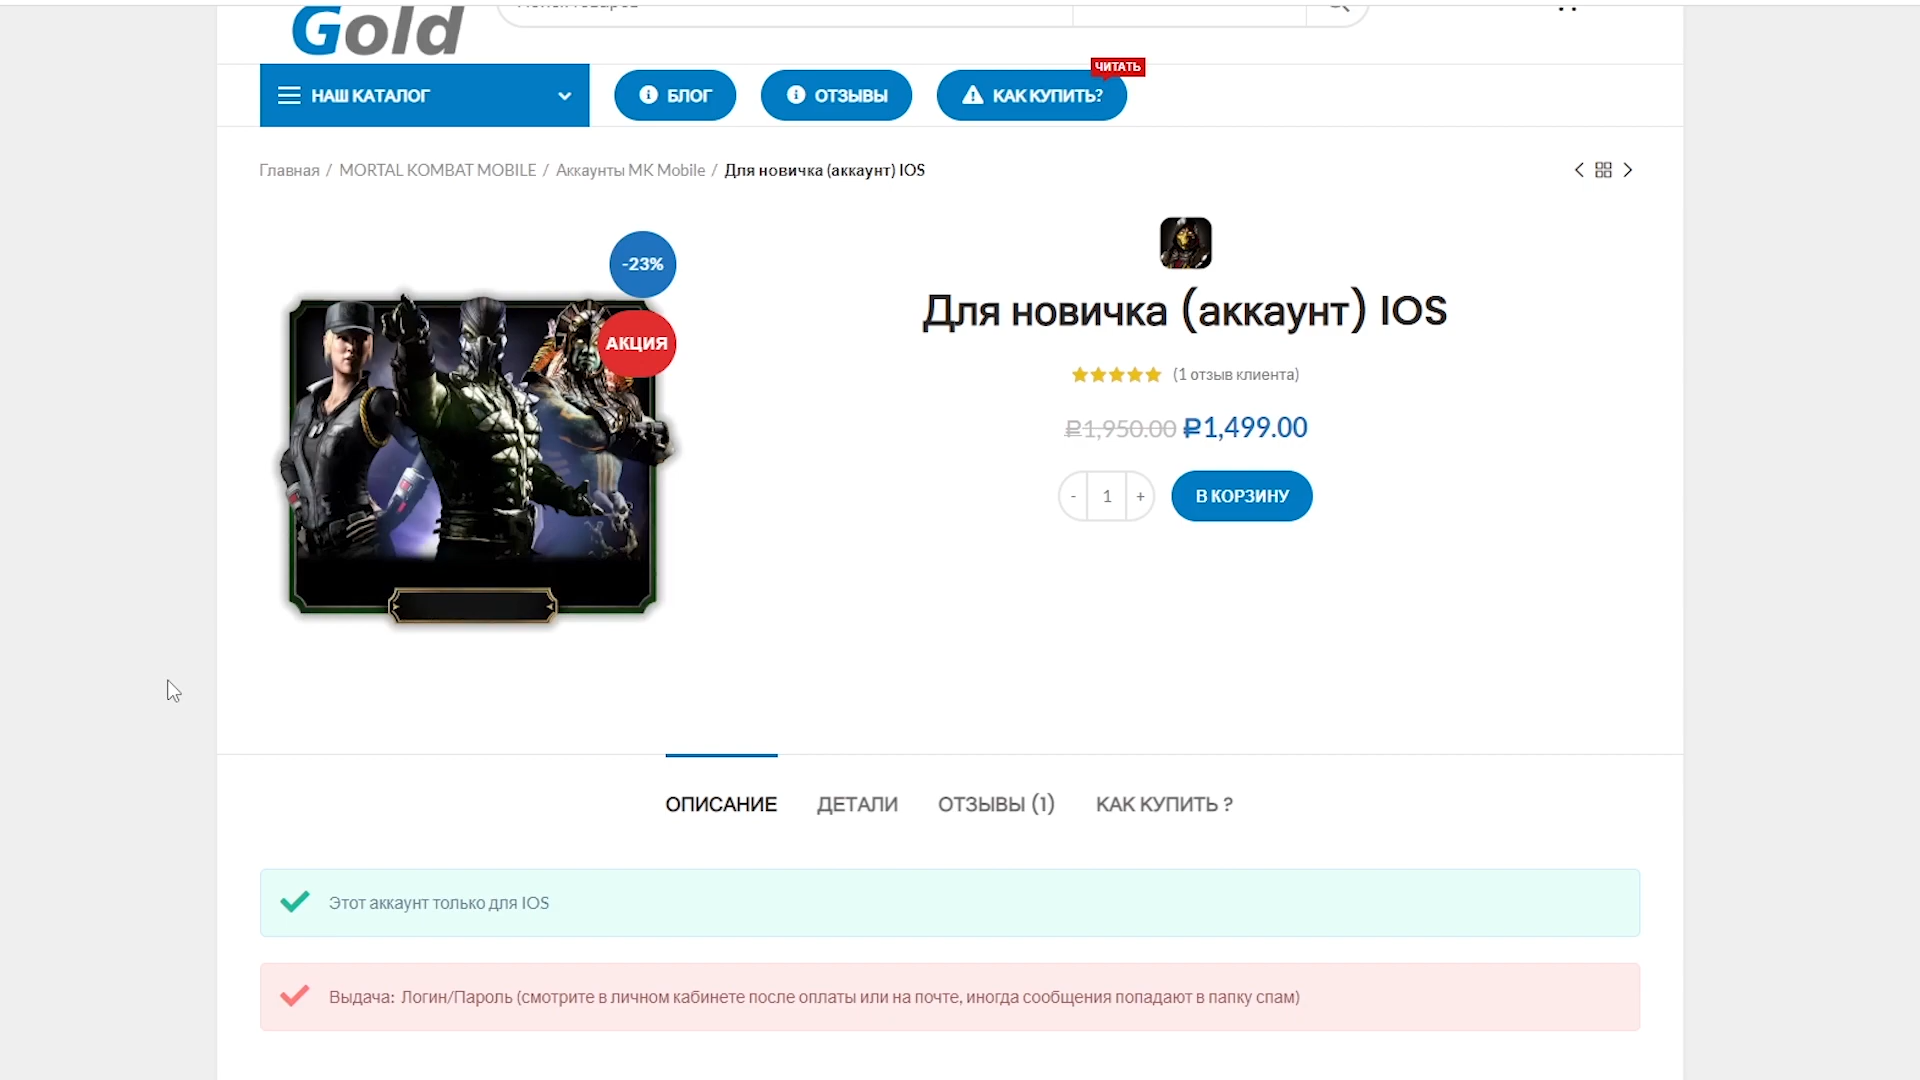 Gold
НАШ КАТАЛОГ
БЛОГ
ОТЗЫВЫ
КАК КУПИТЬ?
ЧИТАТЬ
Главная / MORTAL KOMBAT MOBILE / Аккаунты MK Mobile / Для новичка (аккаунт) IOS
-23%
АКЦИЯ
Для новичка (аккаунт) IOS
(1 отзыв клиента)
₽1,950.00 ₽1,499.00
- 1 +
В КОРЗИНУ
ОПИСАНИЕ
ДЕТАЛИ
ОТЗЫВЫ (1)
КАК КУПИТЬ ?
Этот аккаунт только для IOS
Выдача: Логин/Пароль (смотрите в личном кабинете после оплаты или на почте, иногда сообщения попадают в папку спам)